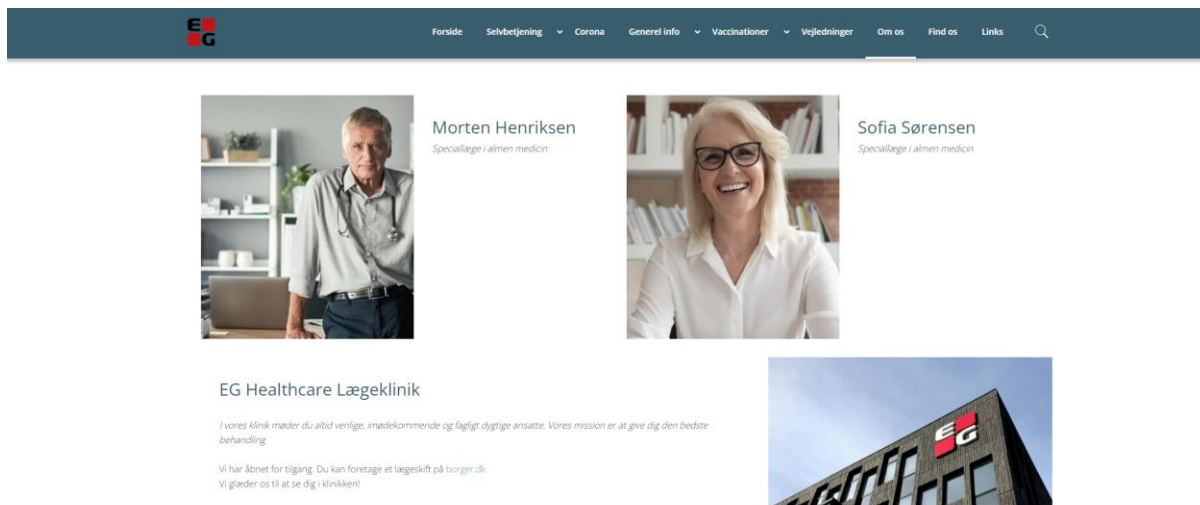 EG
Forside Selvbetjening Corona Generel info Vaccinationer Vejledninger Om os Find os Links
Morten Henriksen
Speciallæge i almen medicin
Sofia Sørensen
Speciallæge i almen medicin
EG Healthcare Lægeklinik
I vores klinik møder du altid venlige, imødekommende og fagligt dygtige ansatte. Vores mission er at give dig den bedste
behandling
Vi har åbnet for tilgang. Du kan foretage et lægeskift på borger.dk
Vi glæder os til at se dig i klinikken!
EG